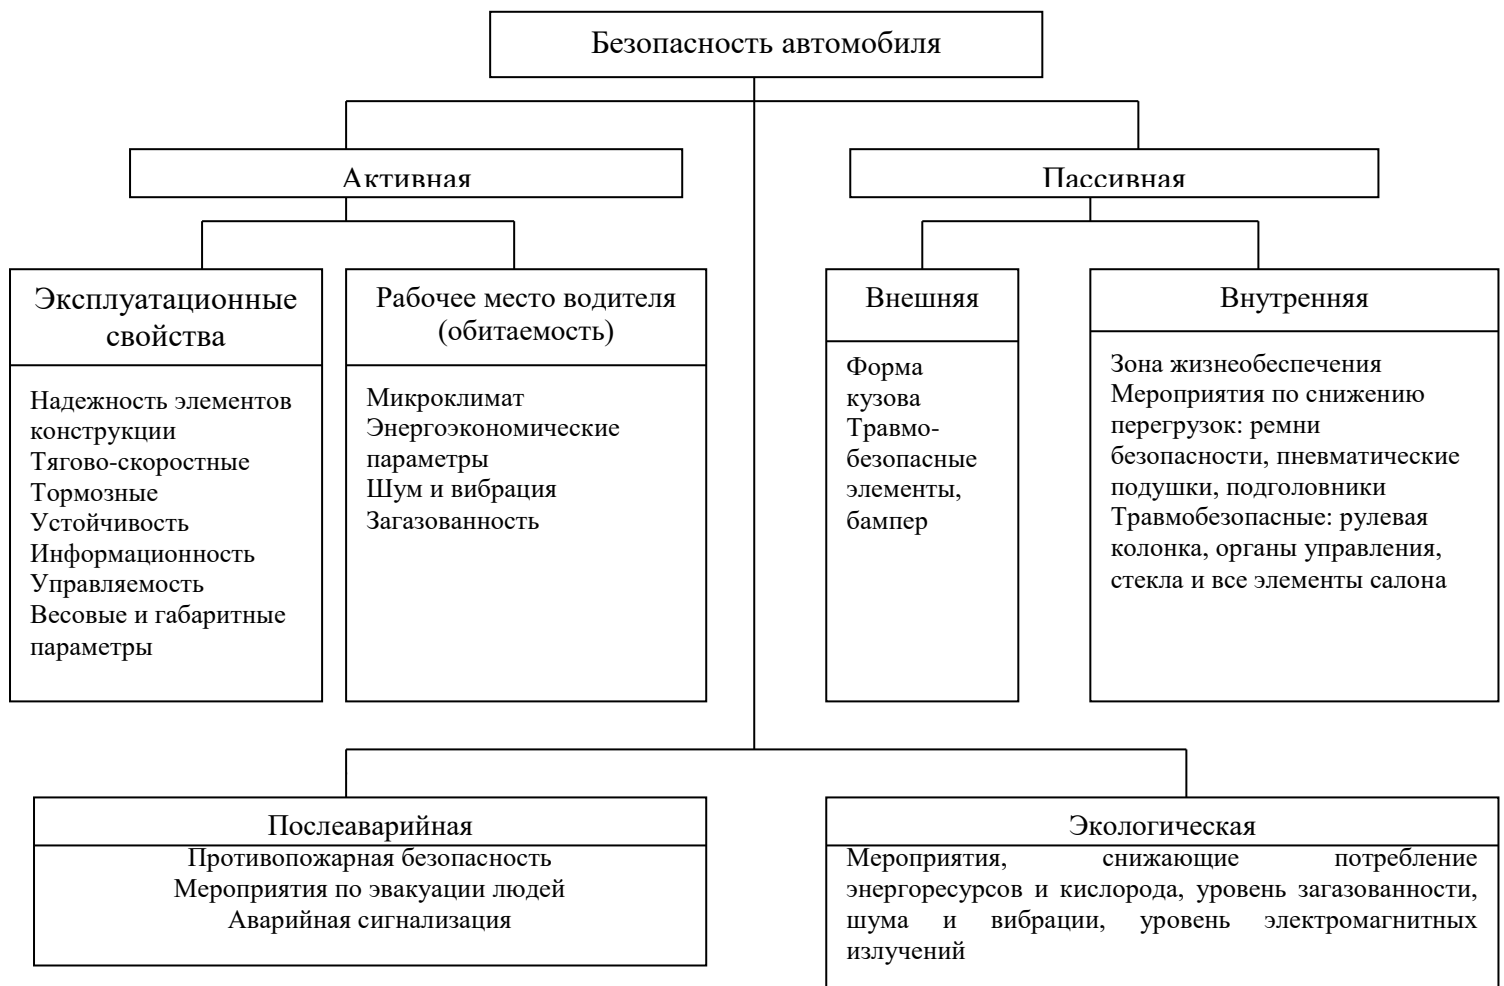 Безопасность автомобиля
Активная
Пассивная
Эксплуатационные
свойства
Надежность элементов
конструкции
Тягово-скоростные
Тормозные
Устойчивость
Информационность
Управляемость
Весовые и габаритные
параметры
Рабочее место водителя
(обитаемость)
Микроклимат
Энергоэкономические
параметры
Шум и вибрация
Загазованность
Внешняя
Форма
кузова
Травмо-
безопасные
элементы,
бампер
Внутренняя
Зона жизнеобеспечения
Мероприятия по снижению
перегрузок: ремни
безопасности, пневматические
подушки, подголовники
Травмобезопасные: рулевая
колонка, органы управления,
стекла и все элементы салона
Послеаварийная
Противопожарная безопасность
Мероприятия по эвакуации людей
Аварийная сигнализация
Экологическая
Мероприятия, снижающие потребление
энергоресурсов и кислорода, уровень загазованности,
шума и вибрации, уровень электромагнитных
излучений